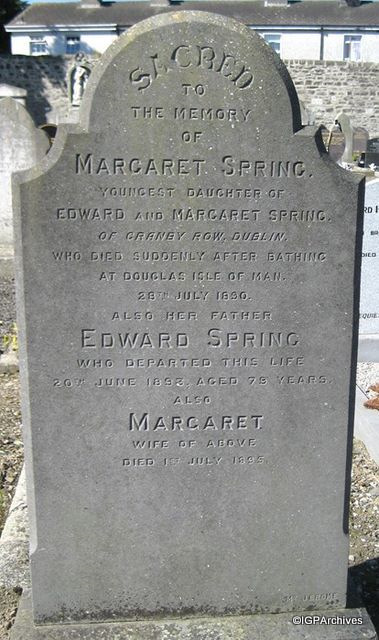 SACRED
TO
THE MEMORY
OF
MARGARET SPRING.
YOUNGEST DAUGHTER OF
EDWARD AND MARGARET SPRING.
OF GRANBY ROW, DUBLIN,
WHO DIED SUDDENLY AFTER BATHING
AT DOUGLAS ISLE OF MAN.
28TH JULY 1890.
ALSO HER FATHER
EDWARD SPRING
WHO DEPARTED THIS LIFE
20TH JUNE 1893, AGED 79 YEARS.
ALSO
MARGARET
WIFE OF ABOVE
DIED 1ST JULY 1895.
JEROME
©IGPArchives